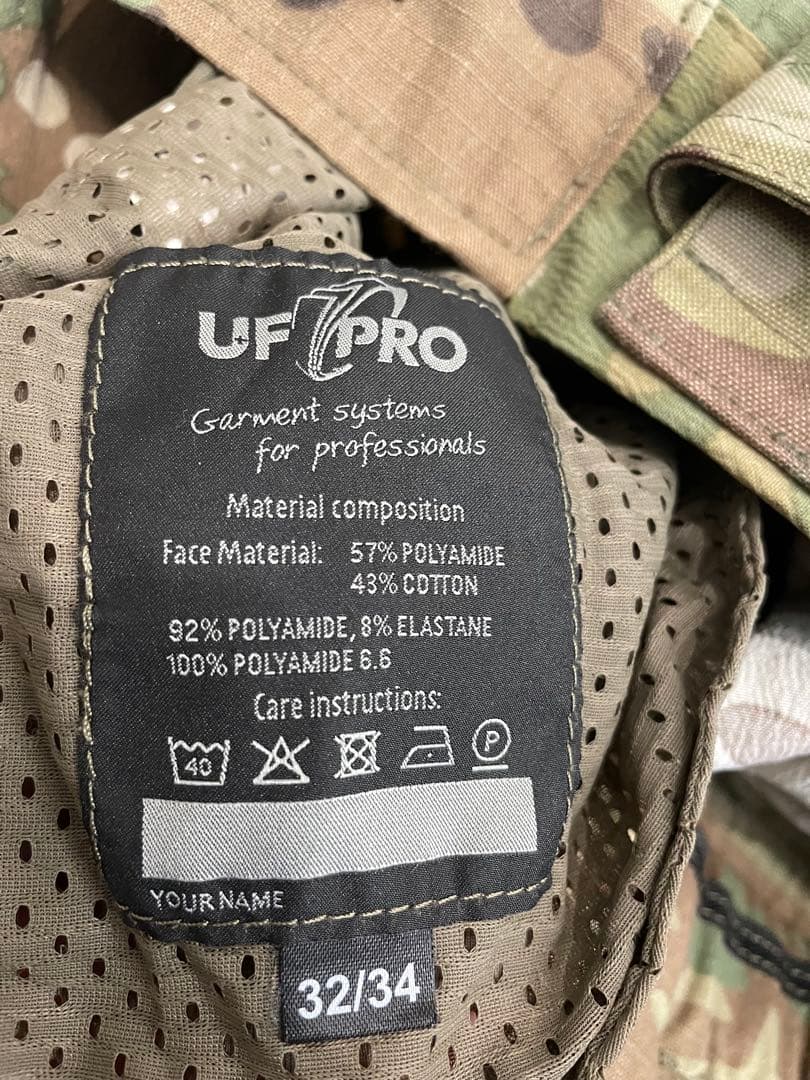 UF PRO
Garment systems
for professionals
Material composition
Face Material: 57% POLYAMIDE
43% COTTON
92% POLYAMIDE, 8% ELASTANE
100% POLYAMIDE 6.6
Care instructions:
40 P
YOUR NAME
32/34